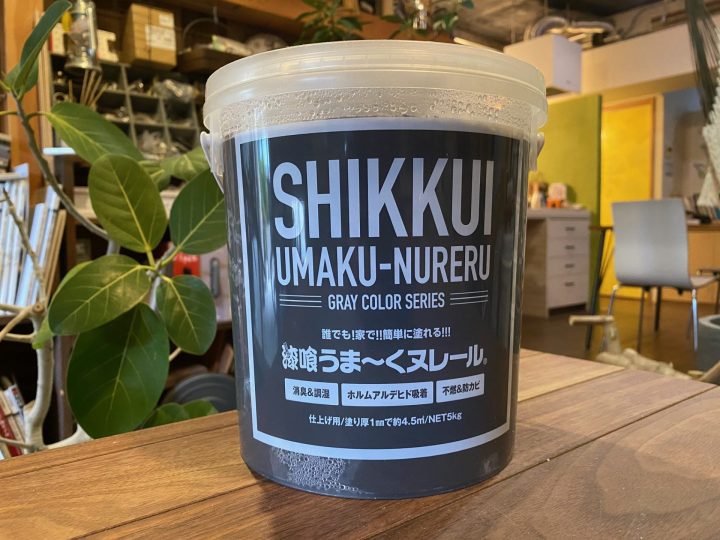 SHIKKUI
UMAKU-NURERU
GRAY COLOR SERIES
誰でも!家で!!簡単に塗れる!!!
漆喰うま〜くヌレール®
消臭&調湿 ホルムアルデヒド吸着 不燃&防カビ
仕上げ用/塗り厚1㎜で約4.5㎡/NET5kg